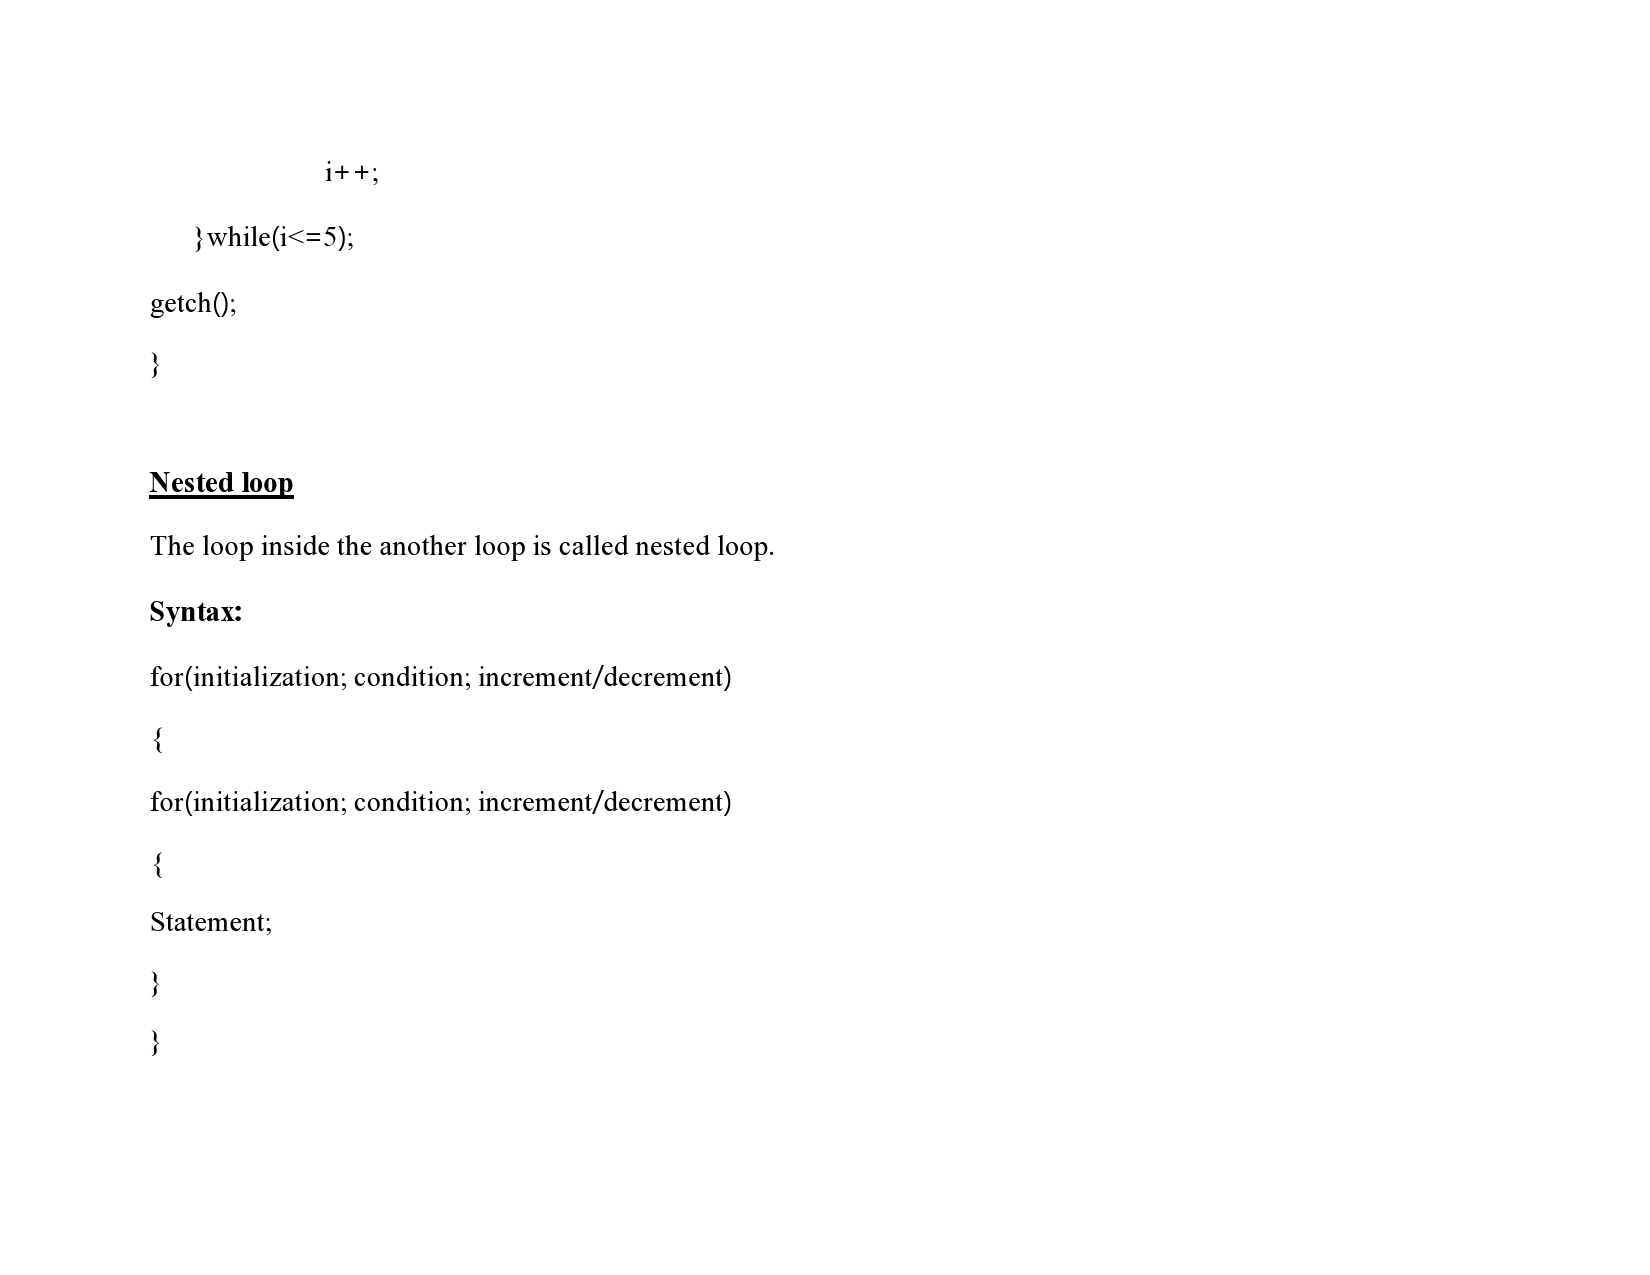 i++;
}while(i<=5);
getch();
}
Nested loop
The loop inside the another loop is called nested loop.
Syntax:
for(initialization; condition; increment/decrement)
{
for(initialization; condition; increment/decrement)
{
Statement;
}
}